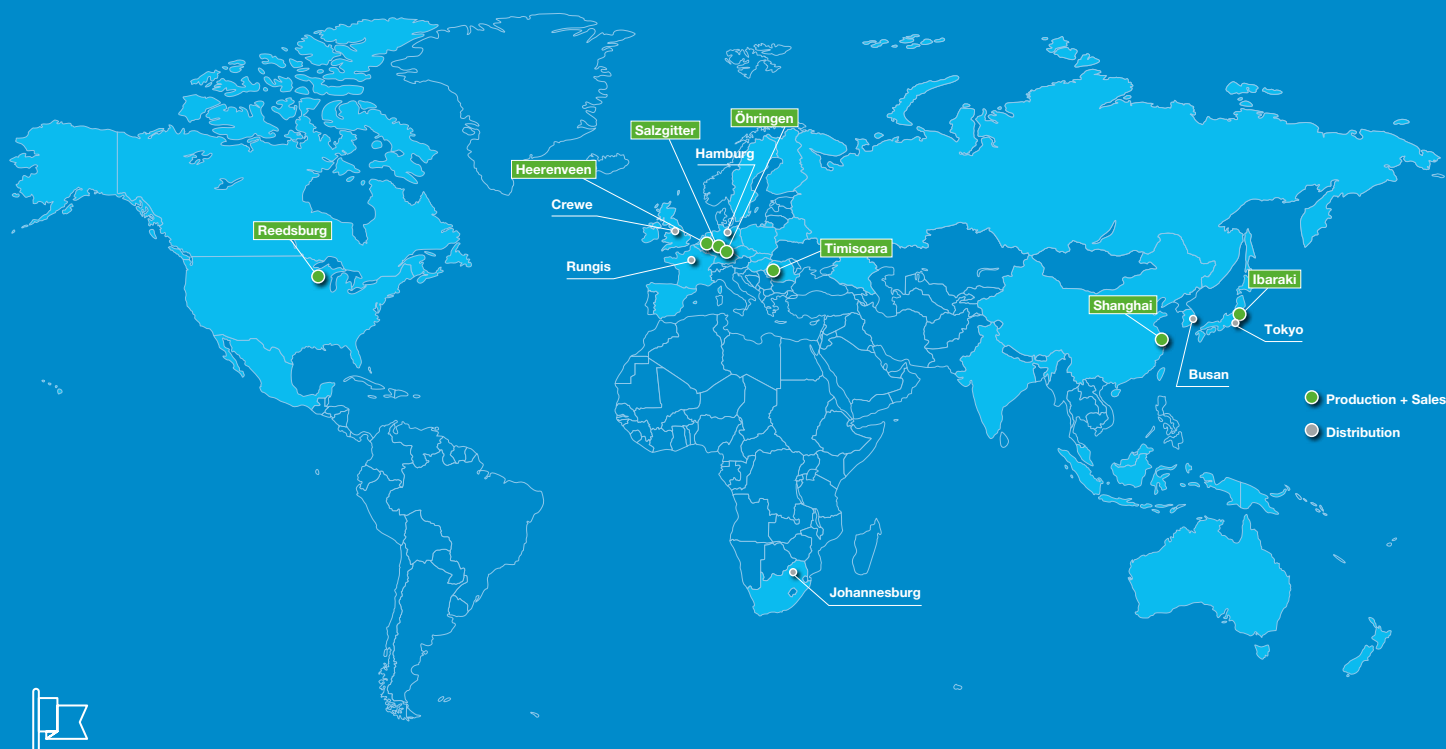 Öhringen
Salzgitter
Hamburg
Heerenveen
Crewe
Reedsburg
Timisoara
Rungis
Ibaraki
Shanghai
Tokyo
Busan
Production + Sales
Distribution
Johannesburg